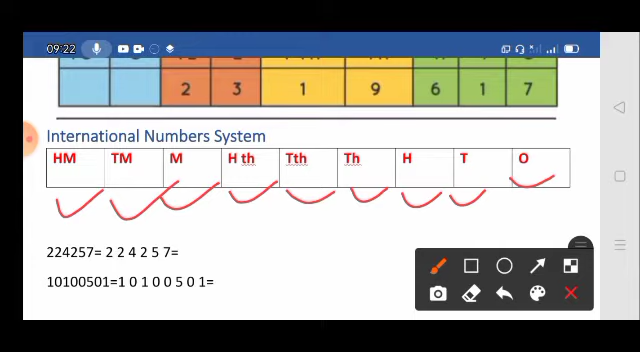 09:22
2 3 1 9 6 1 7
International Numbers System
HM TM M H th Tth Th H T O
224257= 2 2 4 2 5 7=
10100501=1 0 1 0 0 5 0 1=